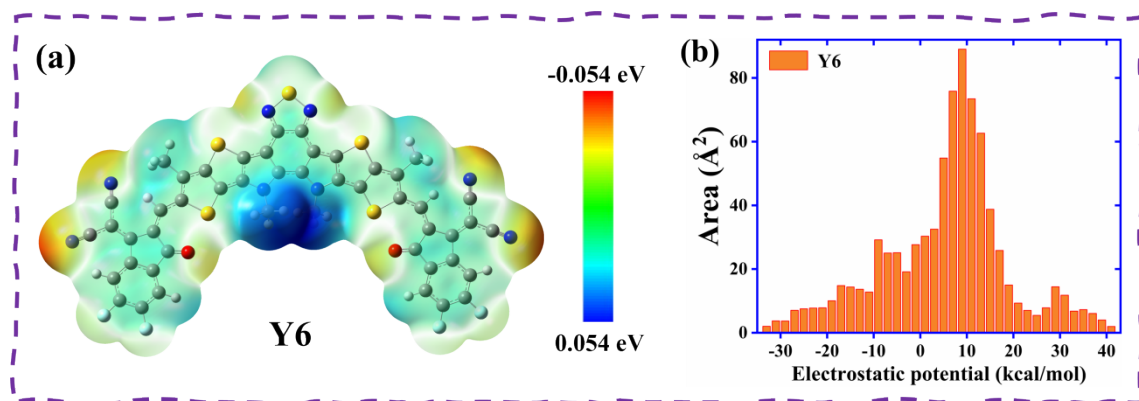 (a)
-0.054 eV
0.054 eV
Y6
(b)
Y6
Area (Å²)
80
60
40
20
0
-30 -20 -10 0 10 20 30 40
Electrostatic potential (kcal/mol)